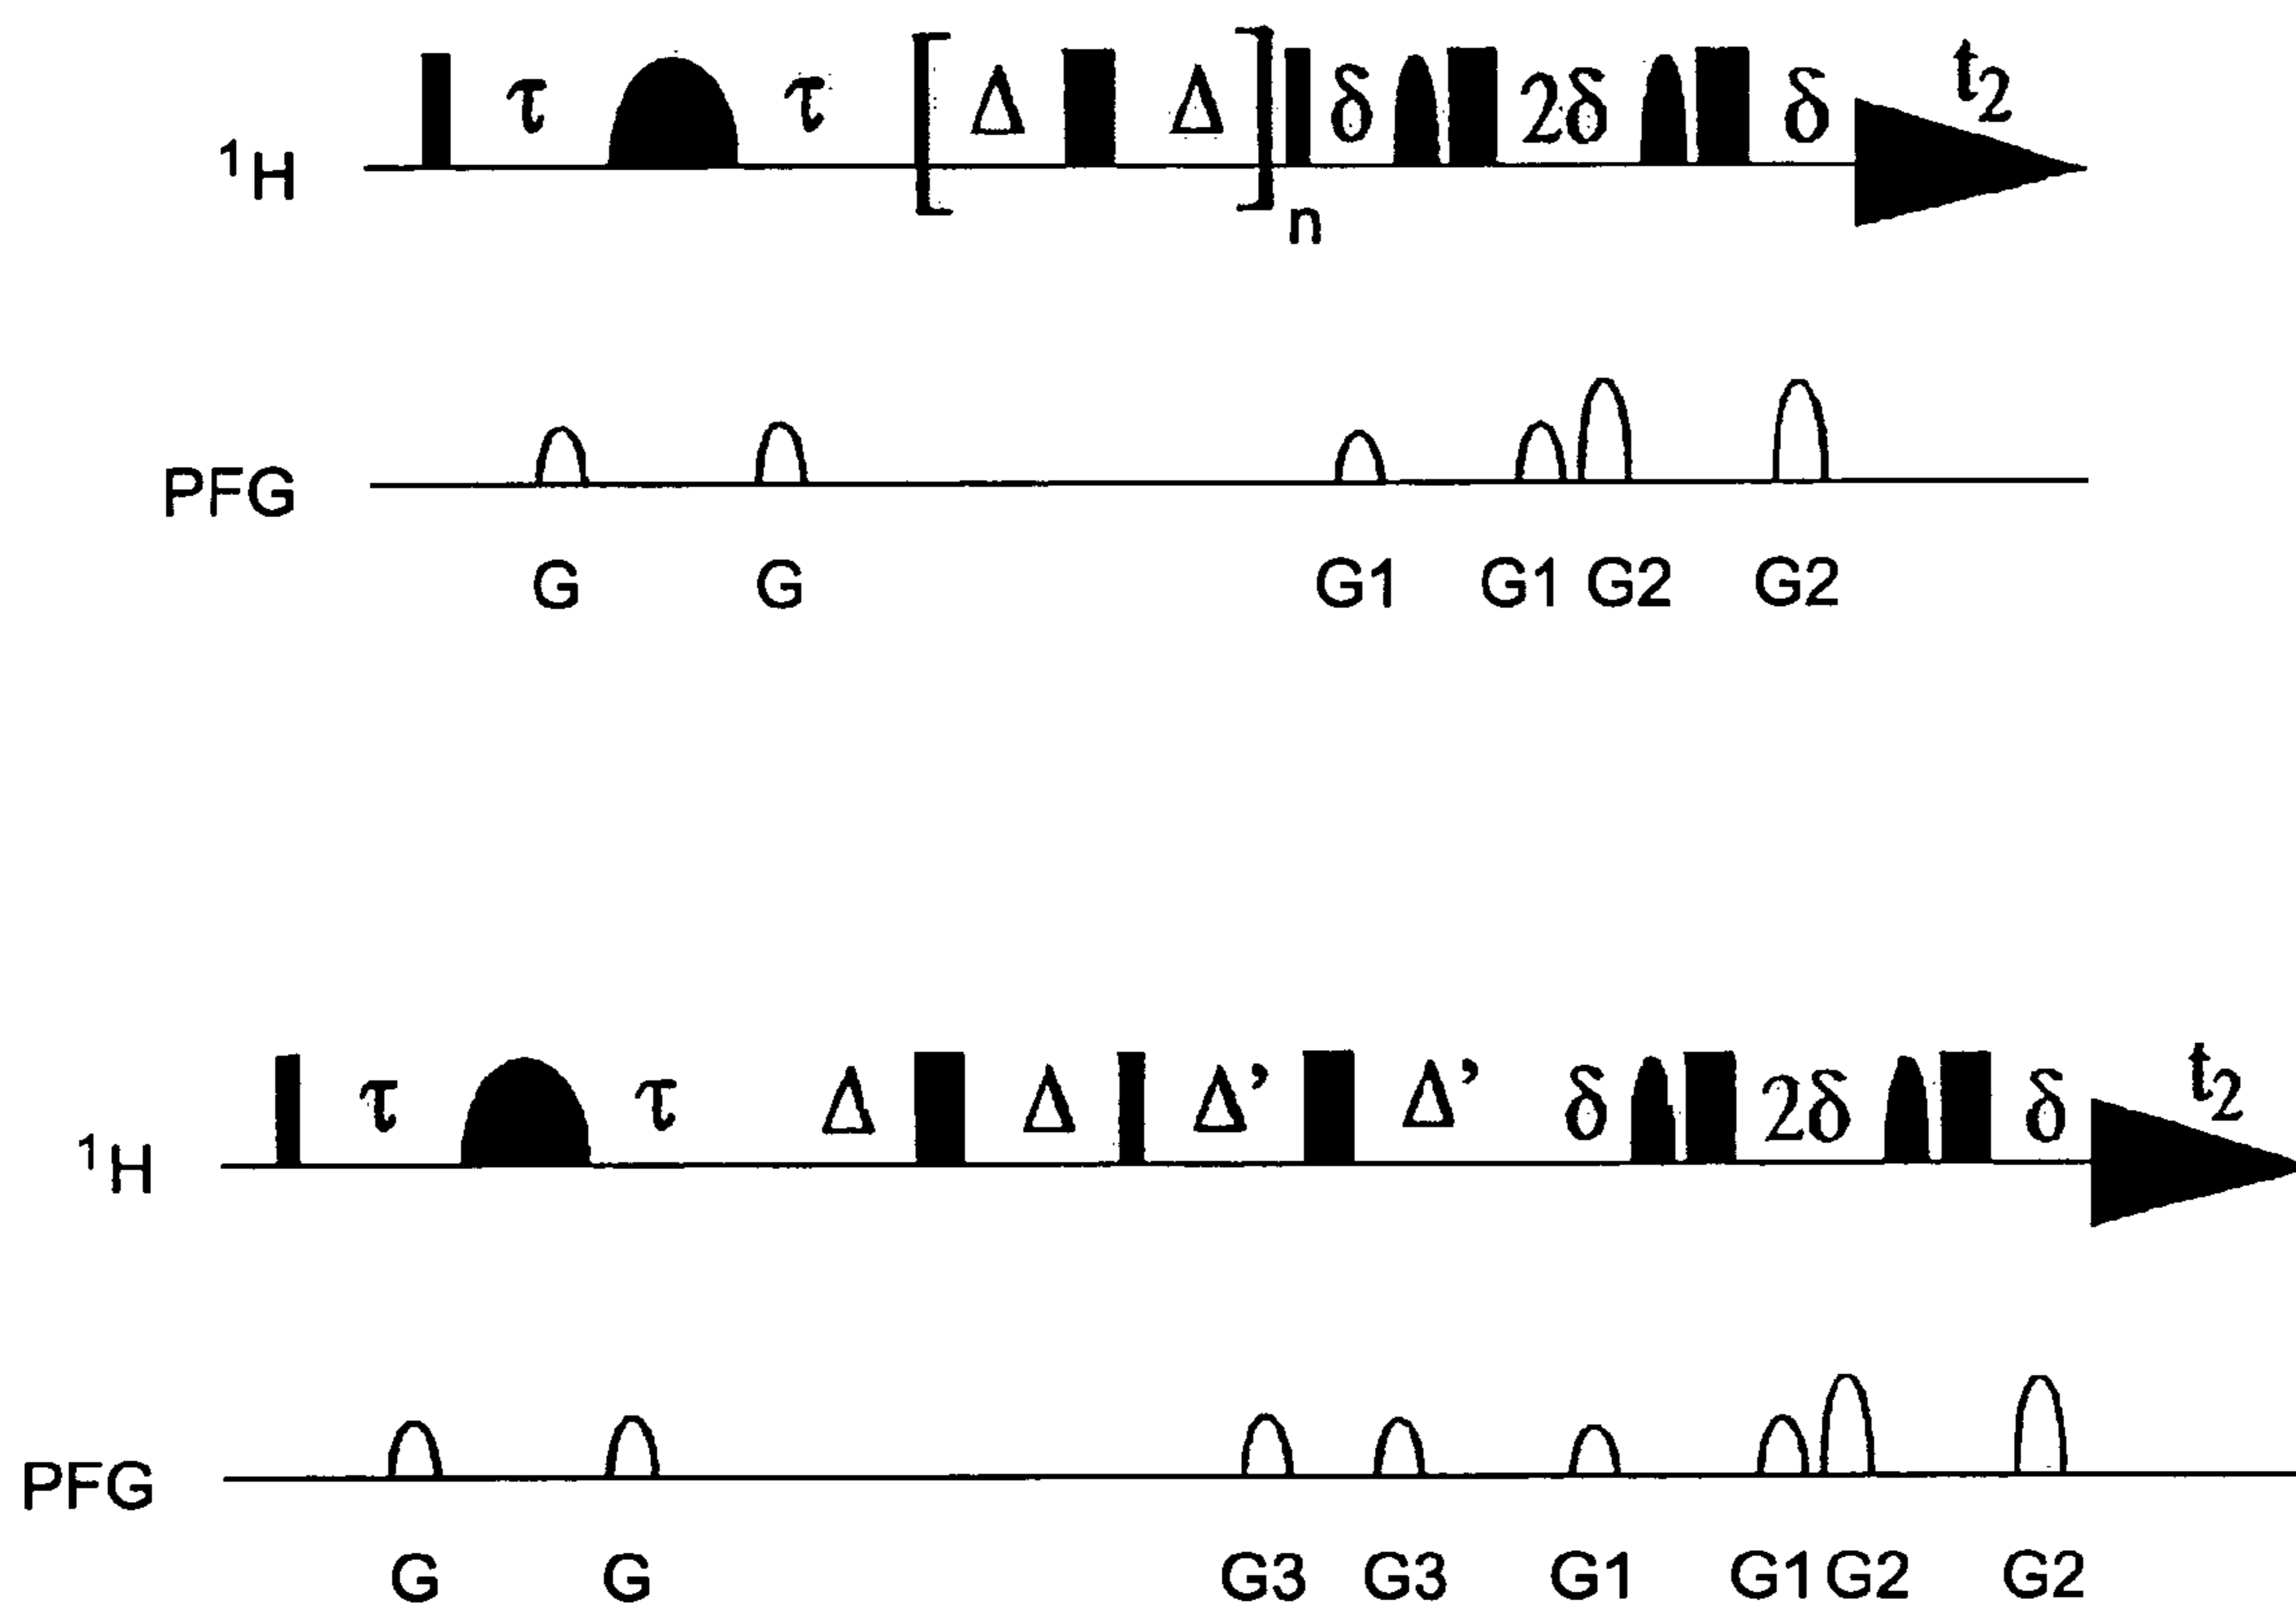 τ τ [ Δ Δ ] δ 2δ δ t2
¹H
n
PFG
G G G1 G1 G2 G2
τ τ Δ Δ Δ’ Δ’ δ 2δ δ t2
¹H
PFG
G G G3 G3 G1 G1 G2 G2